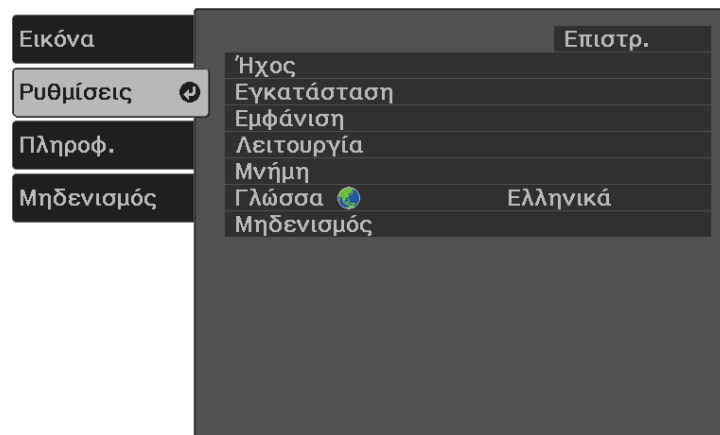 Εικόνα
Ρυθμίσεις
Πληροφ.
Μηδενισμός
Επιστρ.
Ήχος
Εγκατάσταση
Εμφάνιση
Λειτουργία
Μνήμη
Γλώσσα Ελληνικά
Μηδενισμός